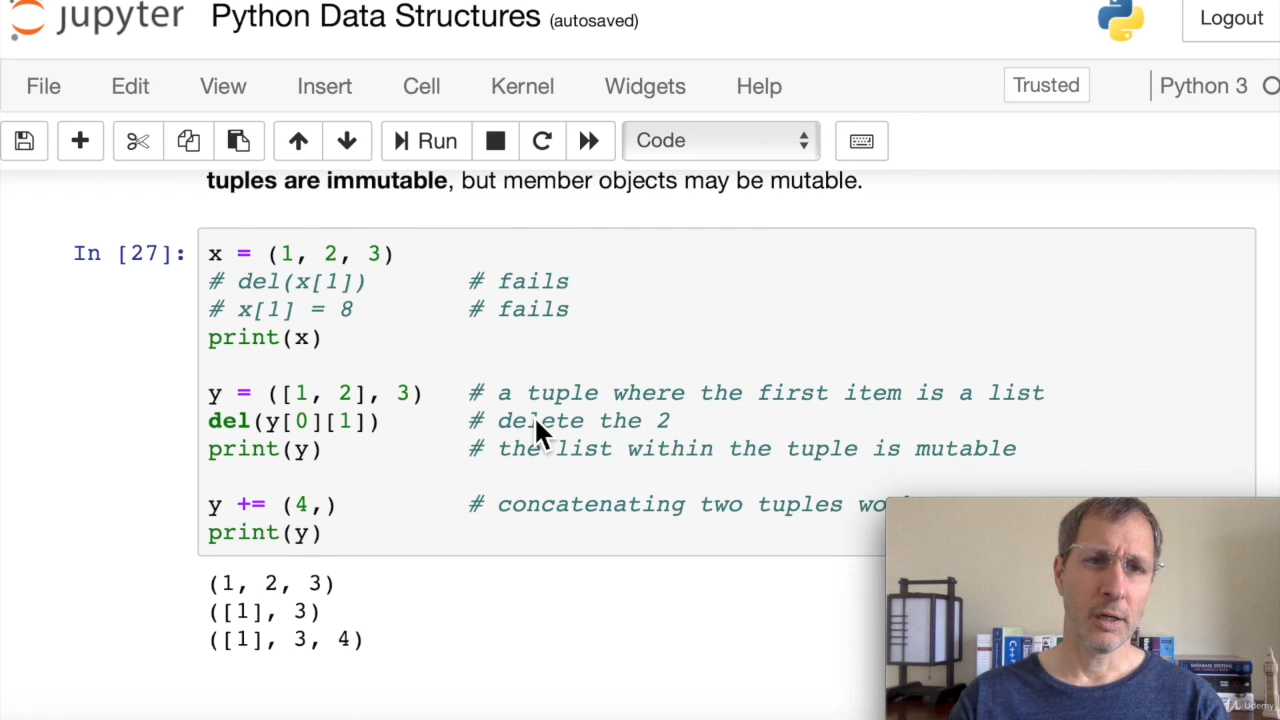 jupyter Python Data Structures (autosaved) Logout
File Edit View Insert Cell Kernel Widgets Help Trusted Python 3
Run Code
tuples are immutable, but member objects may be mutable.
In [27]: x = (1, 2, 3)
# del(x[1]) # fails
# x[1] = 8 # fails
print(x)
y = ([1, 2], 3) # a tuple where the first item is a list
del(y[0][1]) # delete the 2
print(y) # the list within the tuple is mutable
y += (4,) # concatenating two tuples
print(y)
(1, 2, 3)
([1], 3)
([1], 3, 4)
C++
DATABASE SYSTEMS
Udemy